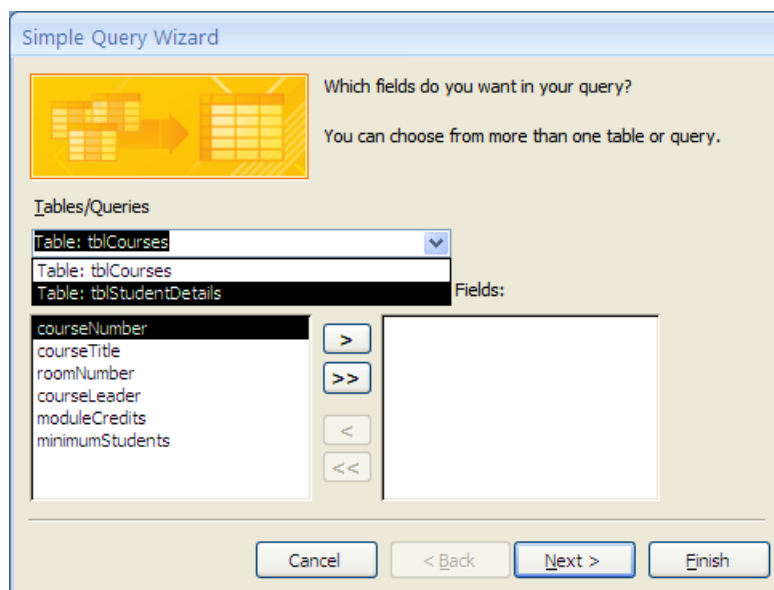 Simple Query Wizard
Which fields do you want in your query?
You can choose from more than one table or query.
Tables/Queries
Table: tblCourses
Table: tblCourses
Table: tblStudentDetails
Fields:
courseNumber
courseTitle
roomNumber
courseLeader
moduleCredits
minimumStudents
>
>>
<
<<
Cancel
< Back
Next >
Finish